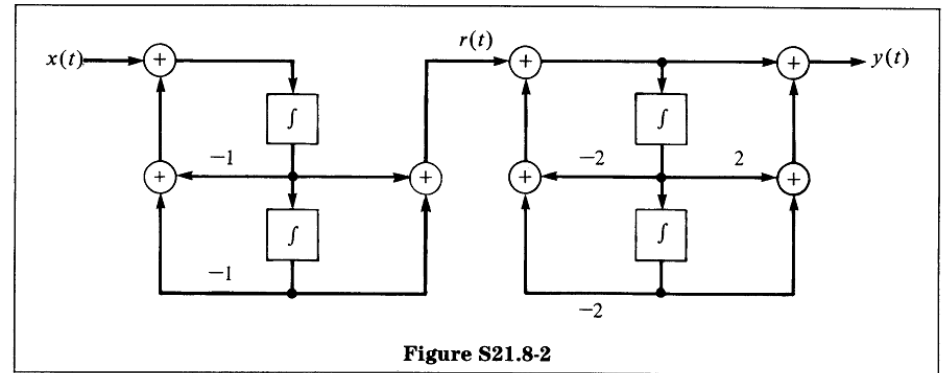 r(t)
x(t) + + + y(t)
∫ ∫
-1 -2 2
+ + + +
∫ ∫
-1
-2
Figure S21.8-2